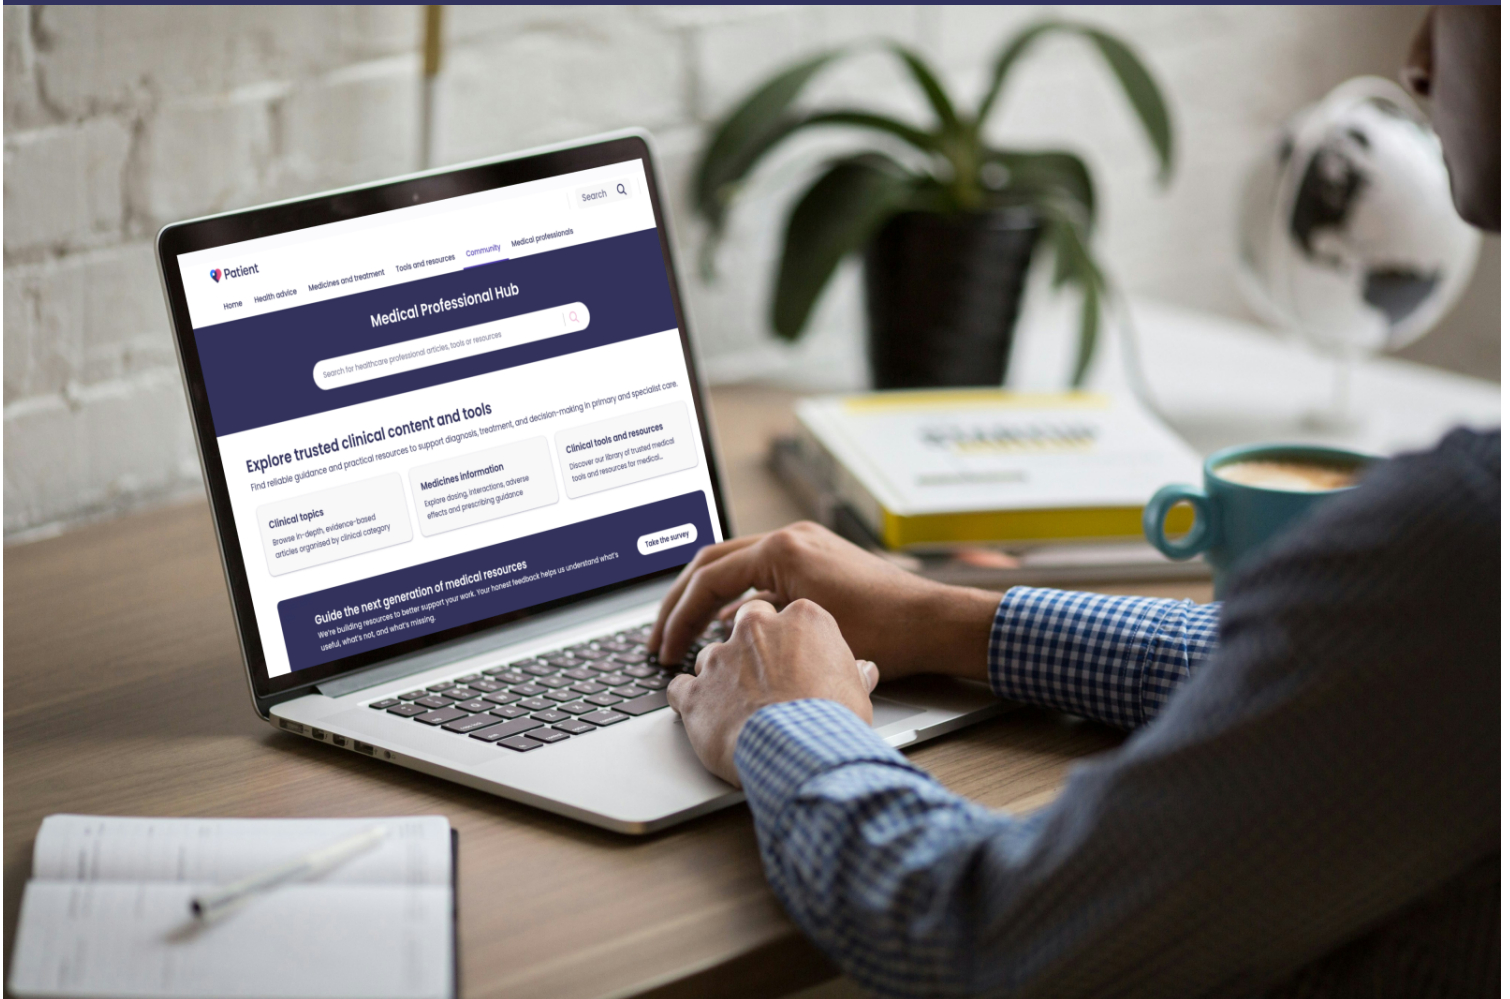 Search
Patient
Home Health advice Medicines and treatment Tools and resources Community Medical professionals
Medical Professional Hub
Search for healthcare professional articles, tools or resources
Explore trusted clinical content and tools
Find reliable guidance and practical resources to support diagnosis, treatment, and decision-making in primary and specialist care.
Clinical topics
Browse in-depth, evidence-based
articles organised by clinical category
Medicines information
Explore dosing, interactions, adverse
effects and prescribing guidance
Clinical tools and resources
Discover our library of trusted medical
tools and resources for medical...
Guide the next generation of medical resources
We're building resources to better support your work. Your honest feedback helps us understand what's
useful, what's not, and what's missing.
Take the survey